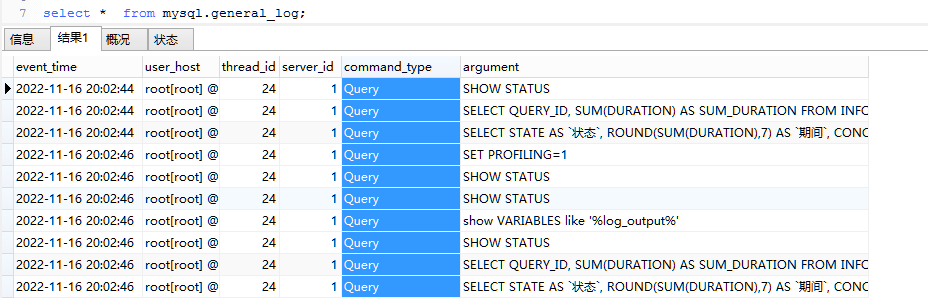 7 select * from mysql.general_log;
信息 结果1 概况 状态
event_time user_host thread_id server_id command_type argument
2022-11-16 20:02:44 root[root] @ 24 1 Query SHOW STATUS
2022-11-16 20:02:44 root[root] @ 24 1 Query SELECT QUERY_ID, SUM(DURATION) AS SUM_DURATION FROM INFO
2022-11-16 20:02:44 root[root] @ 24 1 Query SELECT STATE AS `状态`, ROUND(SUM(DURATION),7) AS `期间`, CONC
2022-11-16 20:02:46 root[root] @ 24 1 Query SET PROFILING=1
2022-11-16 20:02:46 root[root] @ 24 1 Query SHOW STATUS
2022-11-16 20:02:46 root[root] @ 24 1 Query SHOW STATUS
2022-11-16 20:02:46 root[root] @ 24 1 Query show VARIABLES like '%log_output%'
2022-11-16 20:02:46 root[root] @ 24 1 Query SHOW STATUS
2022-11-16 20:02:46 root[root] @ 24 1 Query SELECT QUERY_ID, SUM(DURATION) AS SUM_DURATION FROM INFO
2022-11-16 20:02:46 root[root] @ 24 1 Query SELECT STATE AS `状态`, ROUND(SUM(DURATION),7) AS `期间`, CONC